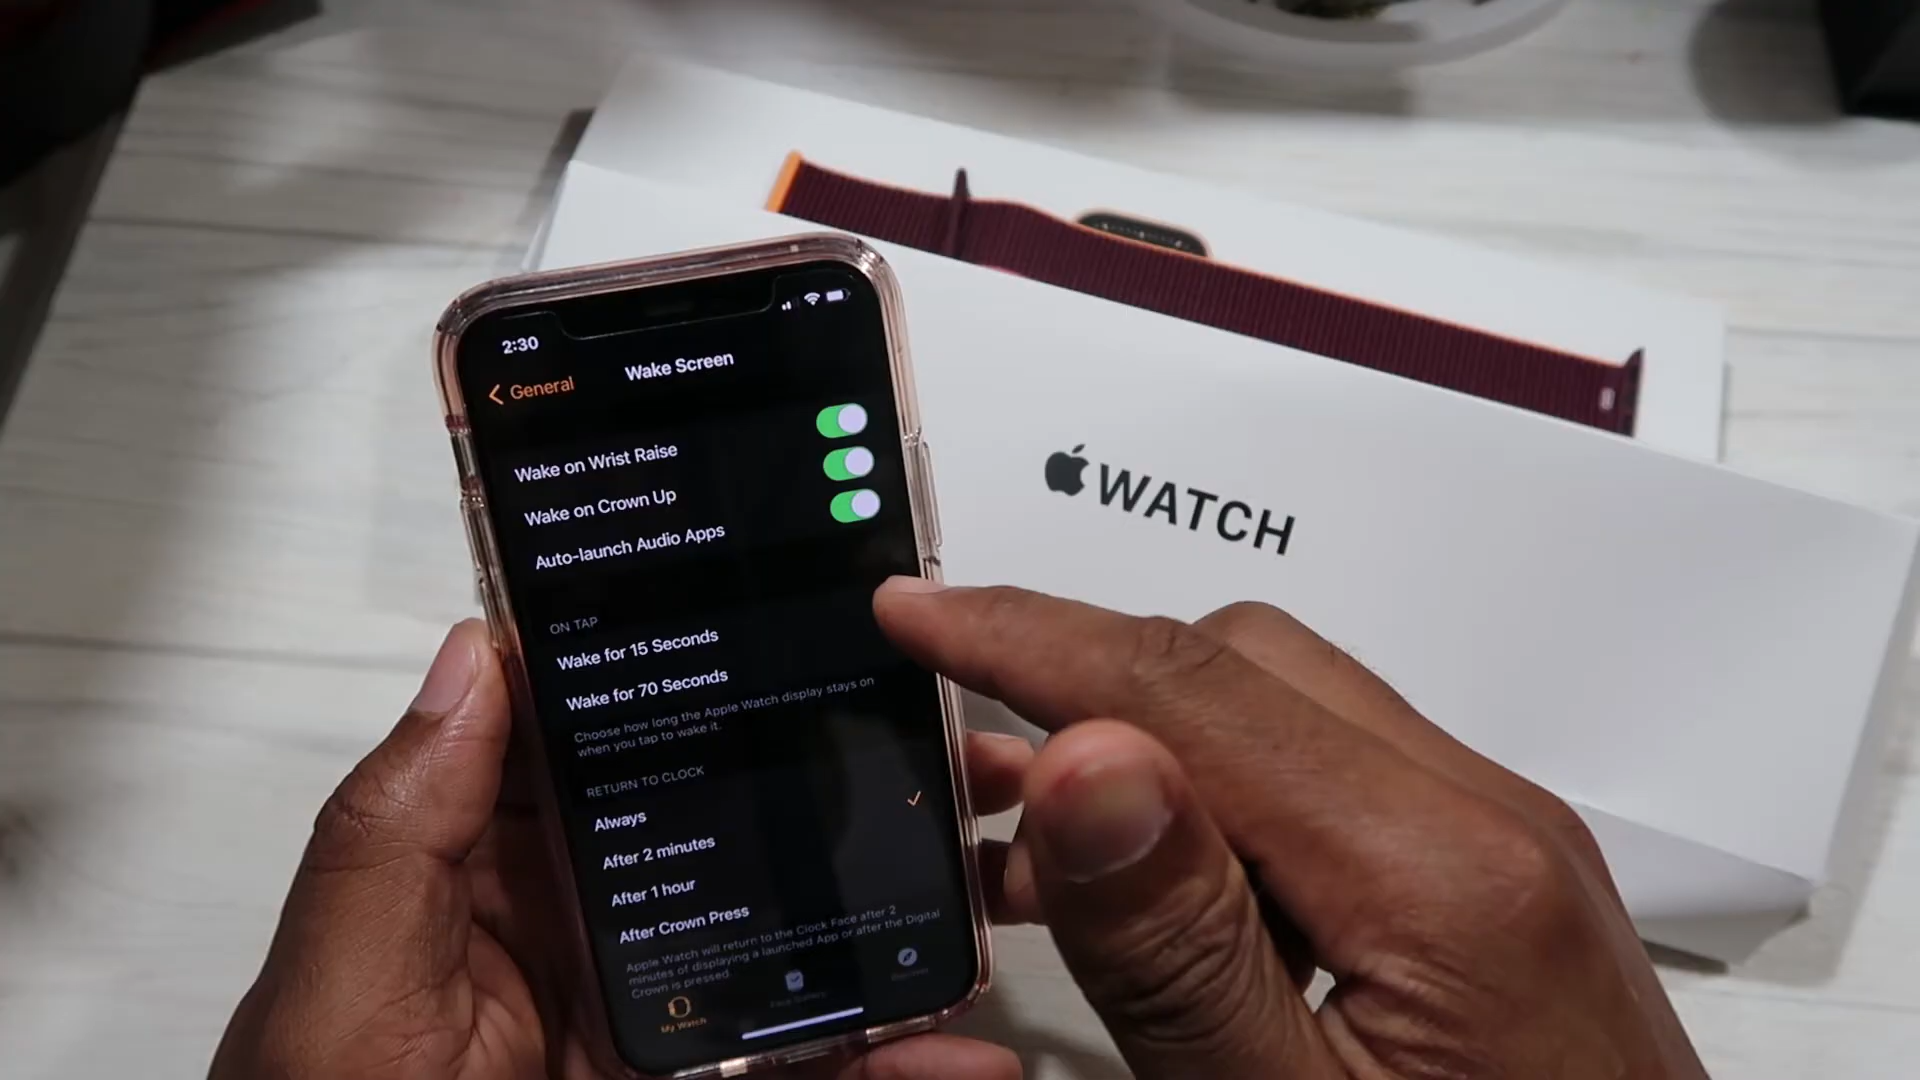 2:30
General
Wake Screen
Wake on Wrist Raise
Wake on Crown Up
Auto-launch Audio Apps
ON TAP
Wake for 15 Seconds
Wake for 70 Seconds
Choose how long the Apple Watch display stays on
when you tap to wake it.
RETURN TO CLOCK
Always
After 2 minutes
After 1 hour
After Crown Press
Apple Watch will return to the Clock Face after 2
minutes of displaying a launched App or after the Digital
Crown is pressed.
My Watch
Face Gallery
WATCH